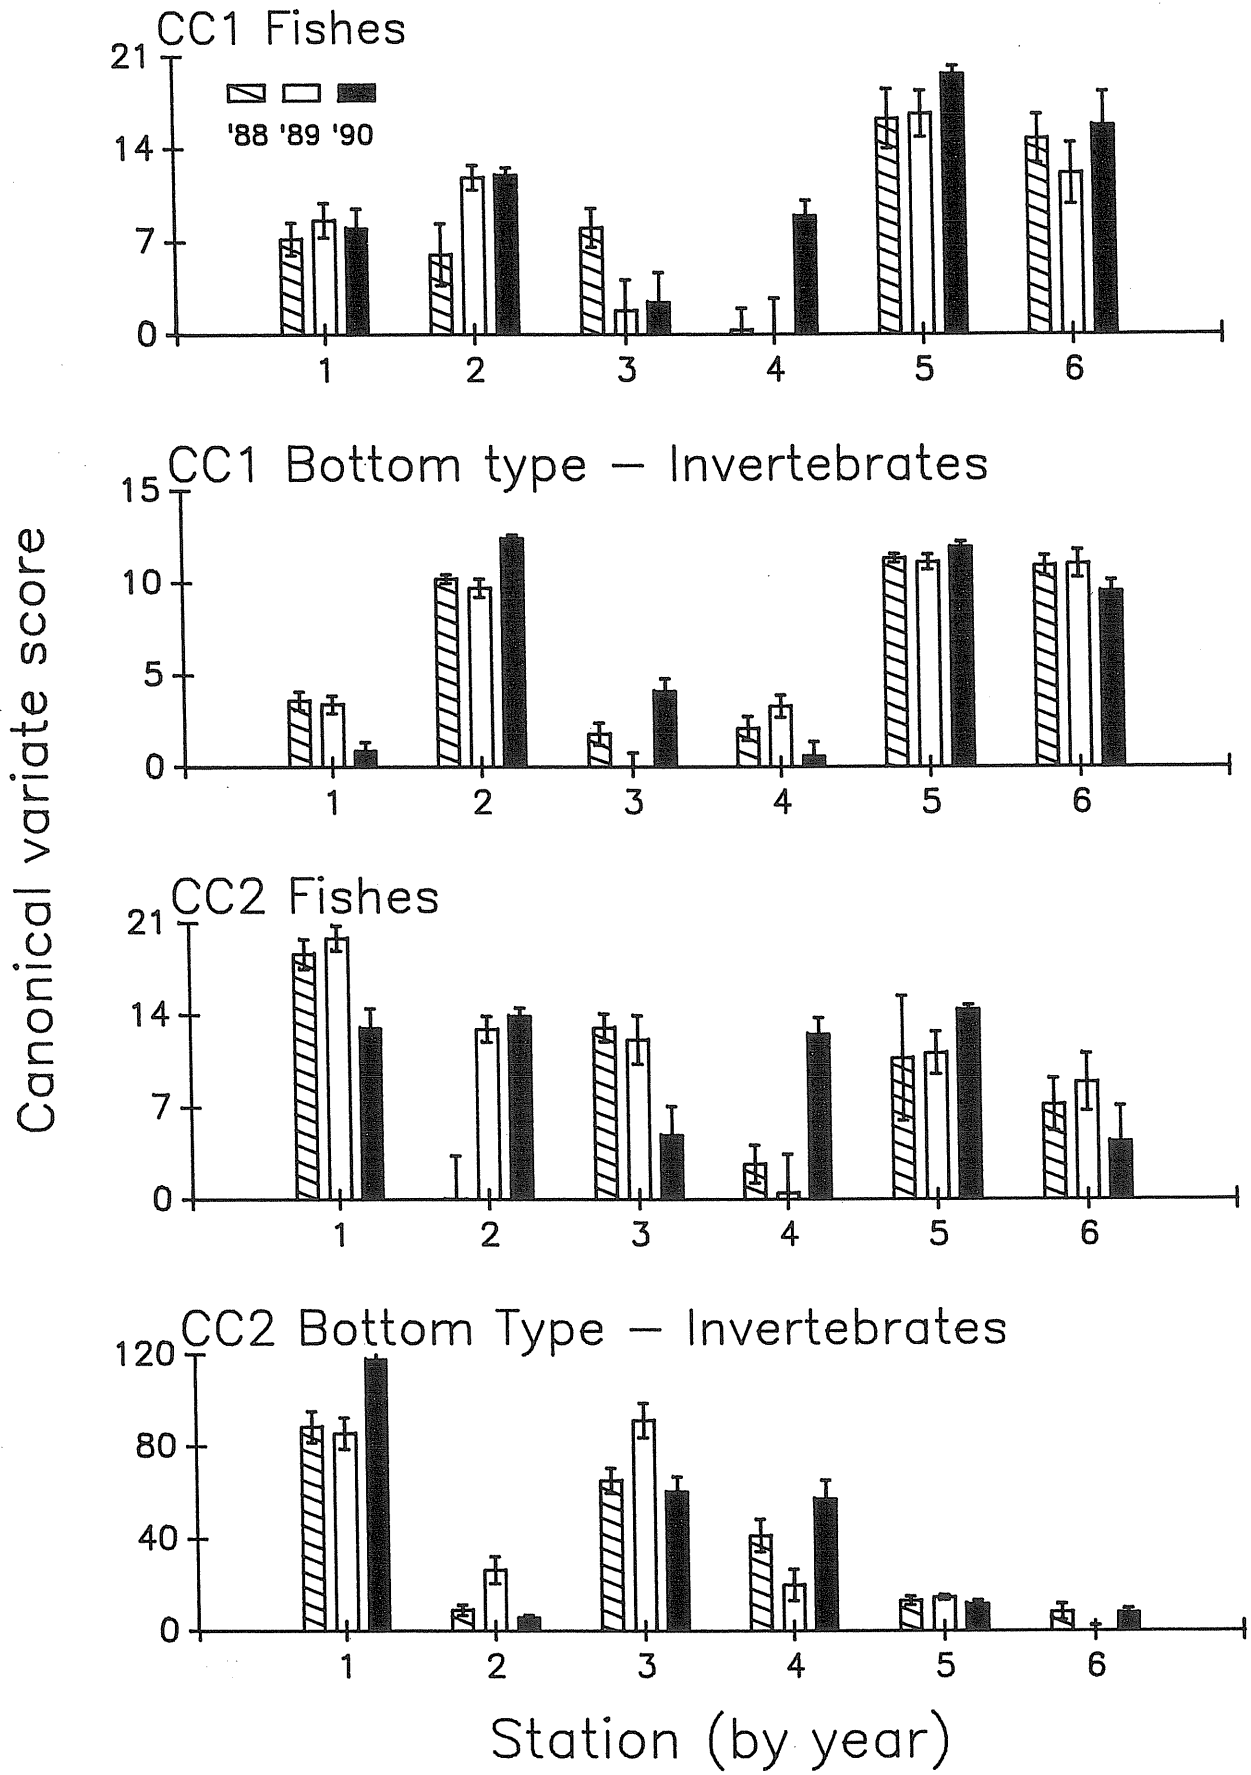 CC1 Fishes
21
'88 '89 '90
14
7
0
1 2 3 4 5 6
CC1 Bottom type – Invertebrates
15
10
5
0
1 2 3 4 5 6
CC2 Fishes
21
14
7
0
1 2 3 4 5 6
CC2 Bottom Type – Invertebrates
120
80
40
0
1 2 3 4 5 6
Canonical variate score
Station (by year)